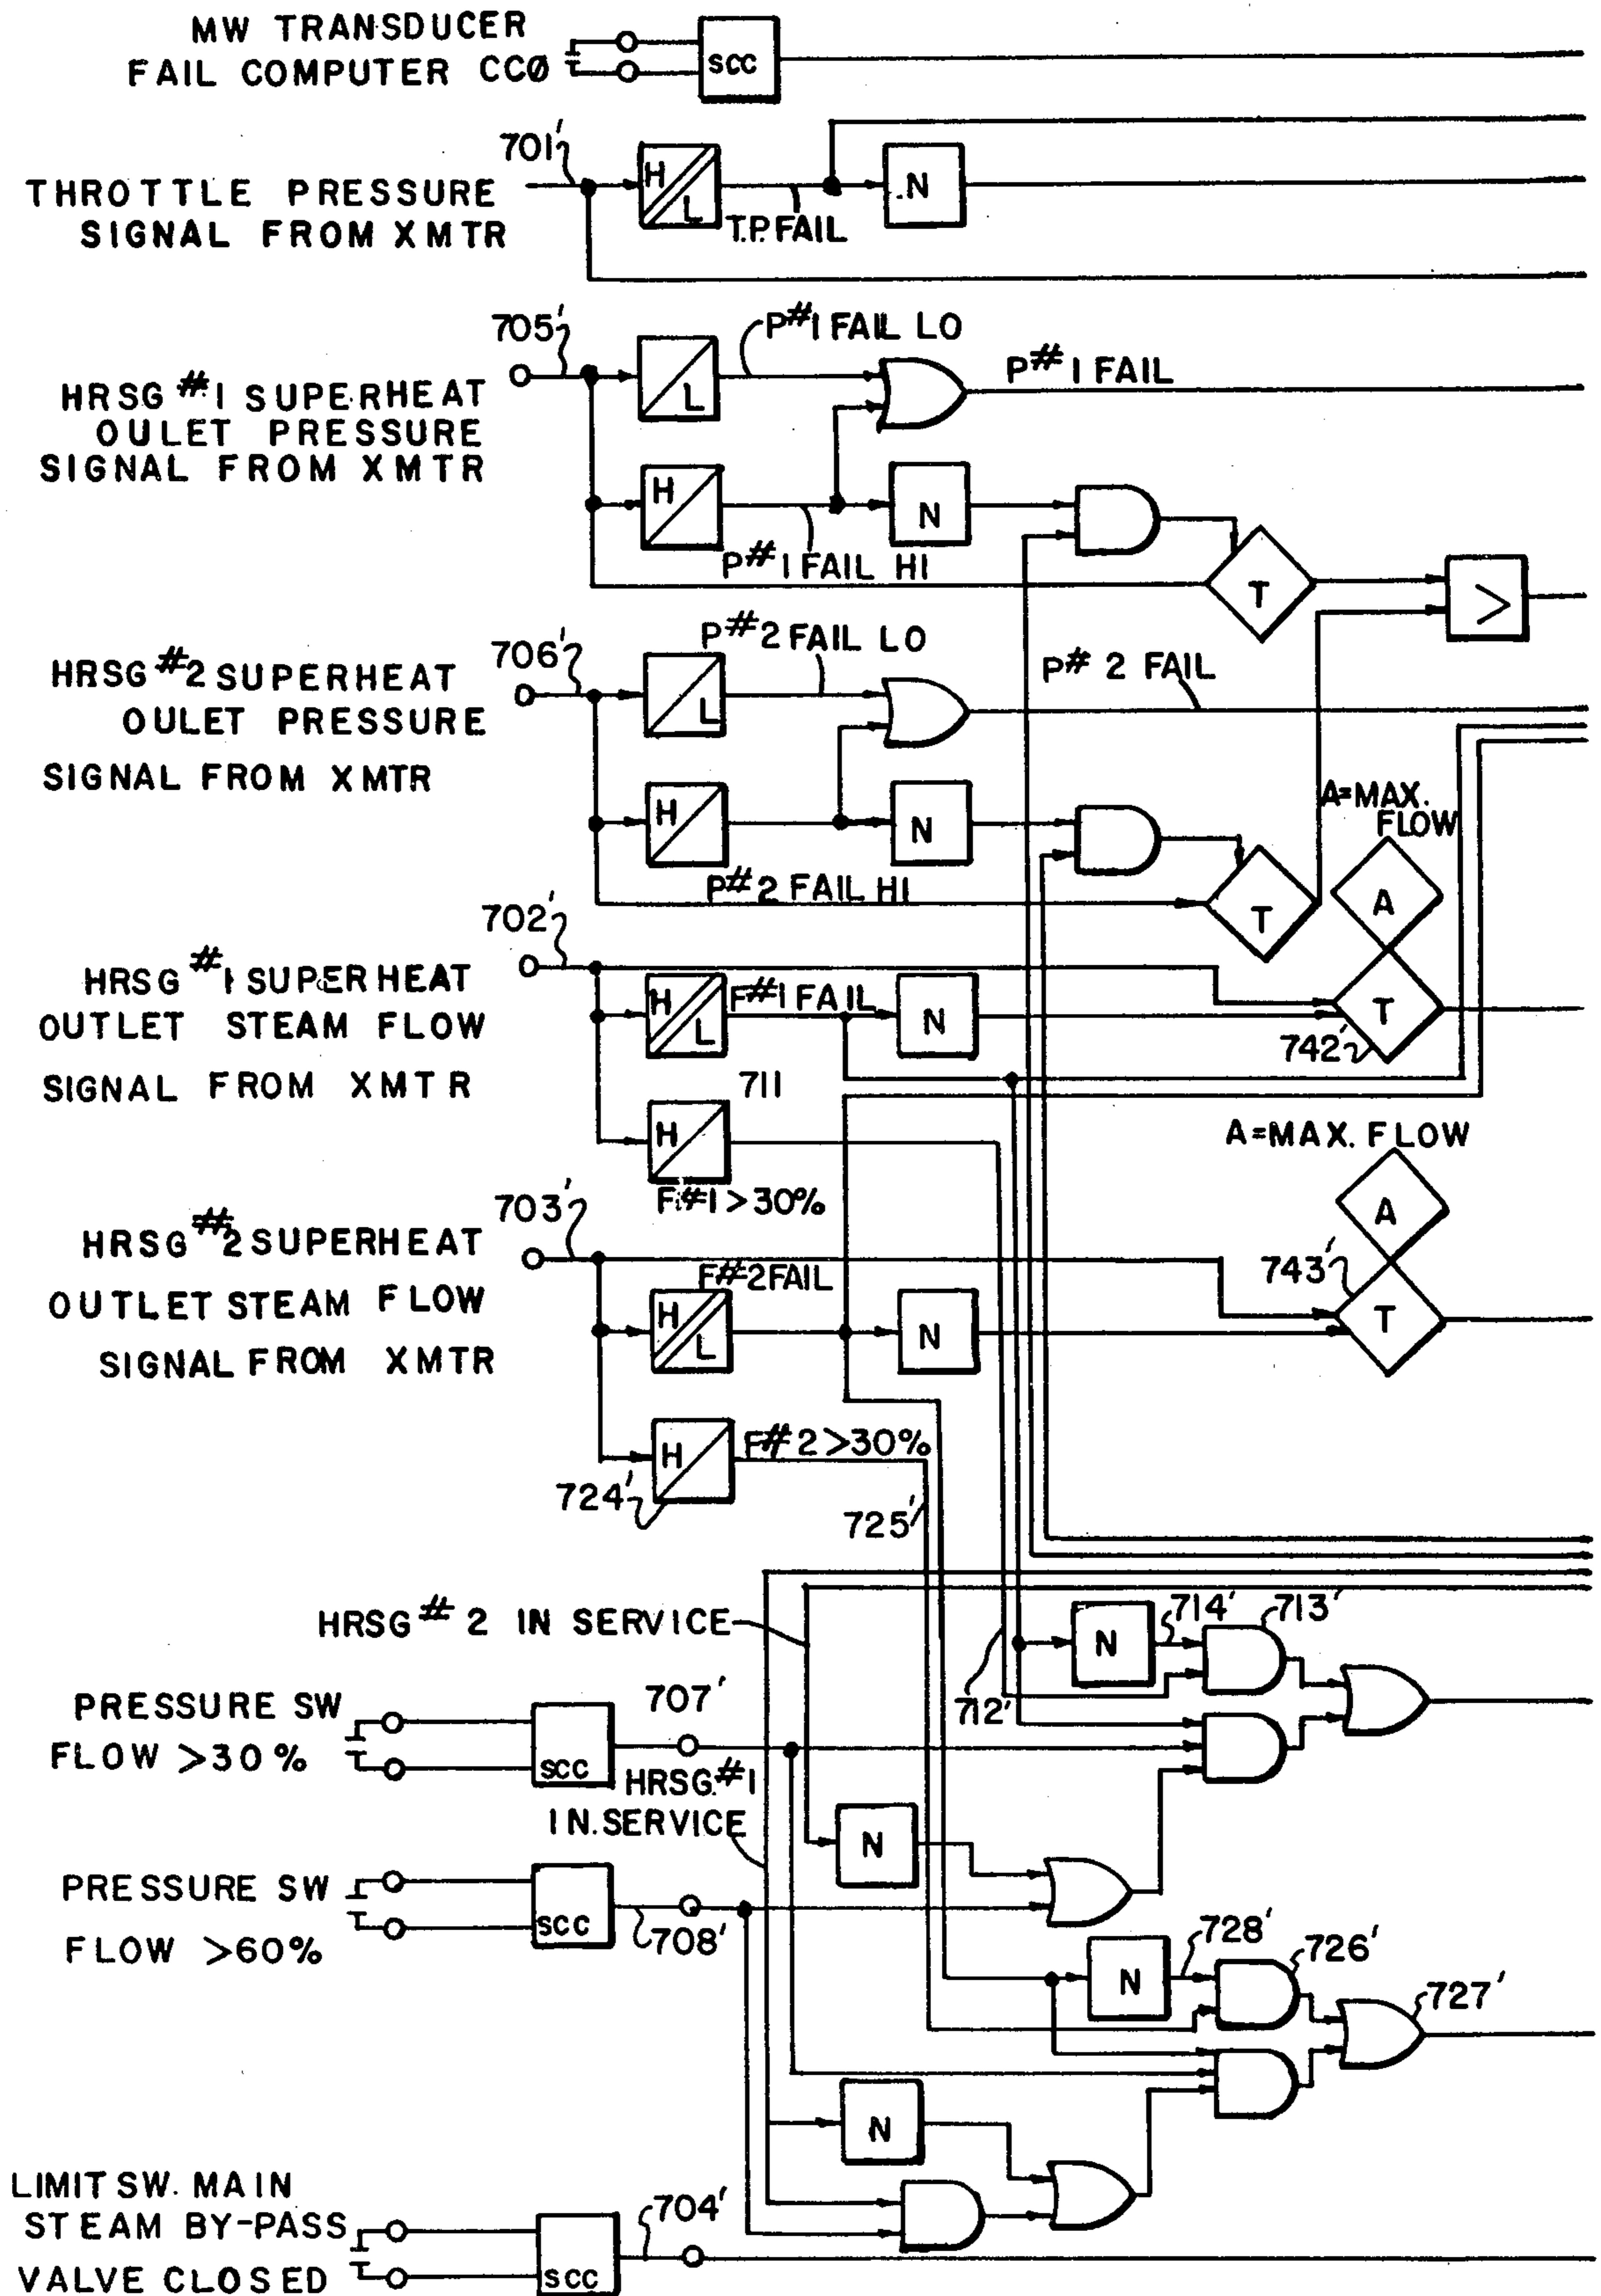 MW TRANSDUCER
FAIL COMPUTER CCØ
SCC
701'
THROTTLE PRESSURE
SIGNAL FROM XMTR
H
L
T.P. FAIL
N
705'
P#1 FAIL LO
HRSG #1 SUPERHEAT
OULET PRESSURE
SIGNAL FROM XMTR
L
P#1 FAIL
H
N
P#1 FAIL HI
T
>
706'
P#2 FAIL LO
HRSG #2 SUPERHEAT
OULET PRESSURE
SIGNAL FROM XMTR
L
P# 2 FAIL
H
N
P#2 FAIL HI
T
A=MAX.
FLOW
A
702'
HRSG #1 SUPERHEAT
OUTLET STEAM FLOW
SIGNAL FROM XMTR
H
L
F#1 FAIL
N
T
742'
711
H
F#1 >30%
A=MAX. FLOW
A
703'
HRSG #2 SUPERHEAT
OUTLET STEAM FLOW
SIGNAL FROM XMTR
F#2 FAIL
H
L
N
743'
T
H
F#2 >30%
724'
725'
HRSG # 2 IN SERVICE
N
714'
713'
712'
PRESSURE SW
FLOW >30%
SCC
707'
HRSG.#1
IN.SERVICE
N
PRESSURE SW
FLOW >60%
SCC
708'
N
728'
726'
727'
N
LIMIT SW. MAIN
STEAM BY-PASS
VALVE CLOSED
SCC
704'